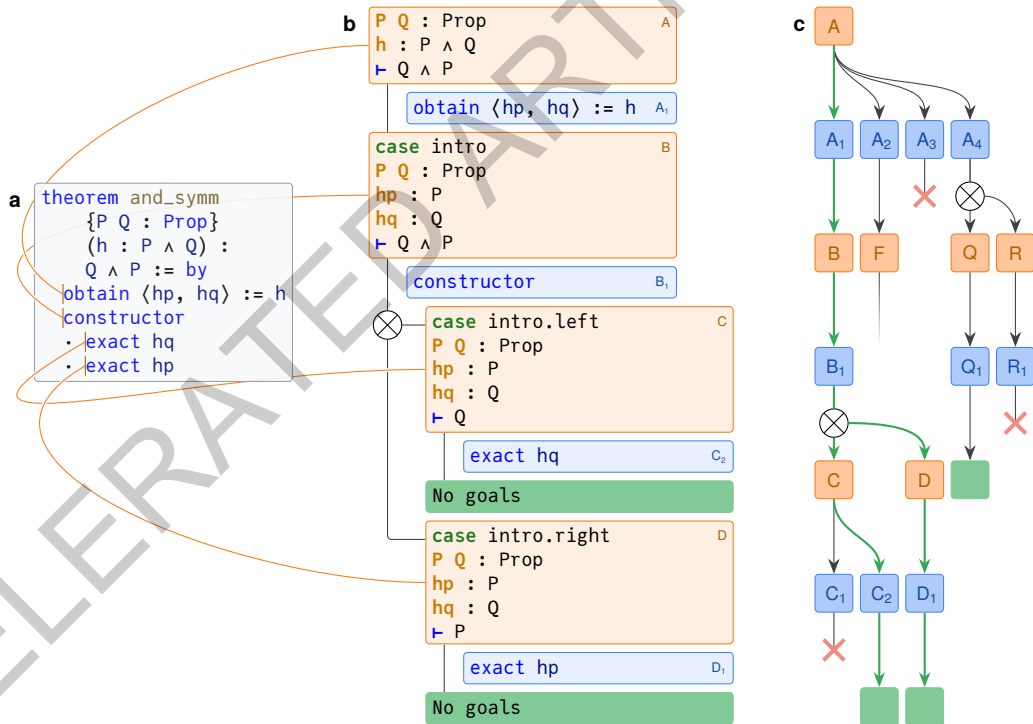 a
theorem and_symm
{P Q : Prop}
(h : P ∧ Q) :
Q ∧ P := by
obtain ⟨hp, hq⟩ := h
constructor
· exact hq
· exact hp
b
P Q : Prop A
h : P ∧ Q
⊢ Q ∧ P
obtain ⟨hp, hq⟩ := h A₁
case intro B
P Q : Prop
hp : P
hq : Q
⊢ Q ∧ P
constructor B₁
case intro.left C
P Q : Prop
hp : P
hq : Q
⊢ Q
exact hq C₂
No goals
case intro.right D
P Q : Prop
hp : P
hq : Q
⊢ P
exact hp D₁
No goals
c
A
A₁ A₂ A₃ A₄
B F Q R
B₁ Q₁ R₁
C D
C₁ C₂ D₁
ELERATED ART